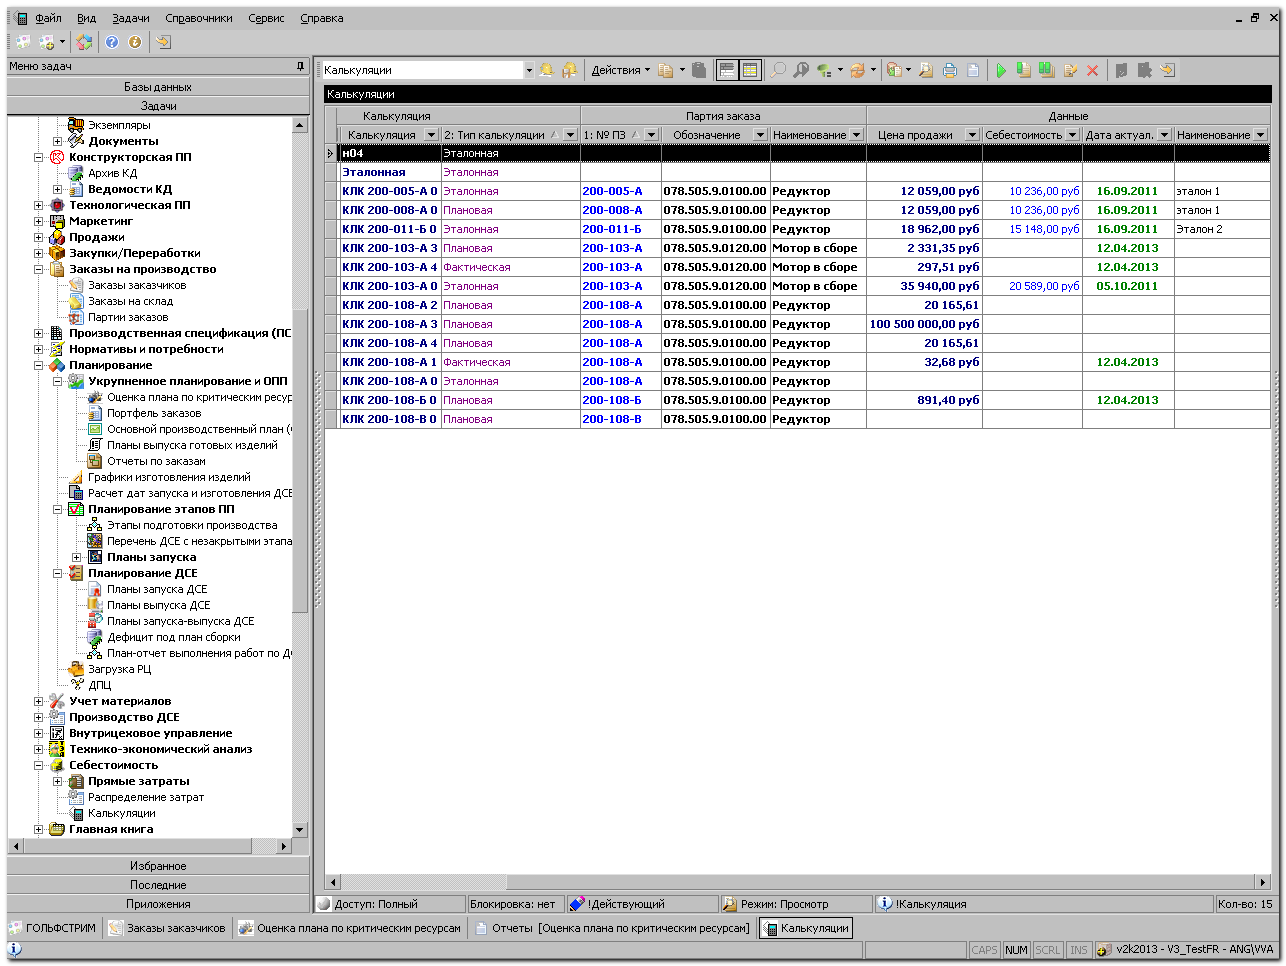 Файл Вид Задачи Справочники Сервис Справка
Меню задач
Базы данных
Задачи
Экземпляры
Документы
Конструкторская ПП
Архив КД
Ведомости КД
Технологическая ПП
Маркетинг
Продажи
Закупки/Переработки
Заказы на производство
Заказы заказчиков
Заказы на склад
Партии заказов
Производственная спецификация (ПС
Нормативы и потребности
Планирование
Укрупненное планирование и ОПП
Оценка плана по критическим ресур
Портфель заказов
Основной производственный план (
Планы выпуска готовых изделий
Отчеты по заказам
Графики изготовления изделий
Расчет дат запуска и изготовления ДСЕ
Планирование этапов ПП
Этапы подготовки производства
Перечень ДСЕ с незакрытыми этапа
Планы запуска
Планирование ДСЕ
Планы запуска ДСЕ
Планы выпуска ДСЕ
Планы запуска-выпуска ДСЕ
Дефицит под план сборки
План-отчет выполнения работ по Д
Загрузка РЦ
ДПЦ
Учет материалов
Производство ДСЕ
Внутрицеховое управление
Технико-экономический анализ
Себестоимость
Прямые затраты
Распределение затрат
Калькуляции
Главная книга
Избранное
Последние
Приложения
Калькуляции Действия
Калькуляции
Калькуляция Партия заказа Данные
Калькуляция 2: Тип калькуляции 1: № ПЗ Обозначение Наименование Цена продажи Себестоимость Дата актуал. Наименование
н04 Эталонная
Эталонная Эталонная
КЛК 200-005-А 0 Эталонная 200-005-А 078.505.9.0100.00 Редуктор 12 059,00 руб 10 236,00 руб 16.09.2011 эталон 1
КЛК 200-008-А 0 Плановая 200-008-А 078.505.9.0100.00 Редуктор 12 059,00 руб 10 236,00 руб 16.09.2011 эталон 1
КЛК 200-011-Б 0 Эталонная 200-011-Б 078.505.9.0100.00 Редуктор 18 962,00 руб 15 148,00 руб 16.09.2011 Эталон 2
КЛК 200-103-А 3 Плановая 200-103-А 078.505.9.0120.00 Мотор в сборе 2 331,35 руб 12.04.2013
КЛК 200-103-А 4 Фактическая 200-103-А 078.505.9.0120.00 Мотор в сборе 297,51 руб 12.04.2013
КЛК 200-103-А 0 Эталонная 200-103-А 078.505.9.0120.00 Мотор в сборе 35 940,00 руб 20 589,00 руб 05.10.2011
КЛК 200-108-А 2 Плановая 200-108-А 078.505.9.0100.00 Редуктор 20 165,61
КЛК 200-108-А 3 Плановая 200-108-А 078.505.9.0100.00 Редуктор 100 500 000,00 руб
КЛК 200-108-А 4 Плановая 200-108-А 078.505.9.0100.00 Редуктор 20 165,61
КЛК 200-108-А 1 Фактическая 200-108-А 078.505.9.0100.00 Редуктор 32,68 руб 12.04.2013
КЛК 200-108-А 0 Эталонная 200-108-А 078.505.9.0100.00 Редуктор
КЛК 200-108-Б 0 Плановая 200-108-Б 078.505.9.0100.00 Редуктор 891,40 руб 12.04.2013
КЛК 200-108-В 0 Плановая 200-108-В 078.505.9.0100.00 Редуктор
Доступ: Полный Блокировка: нет !Действующий Режим: Просмотр !Калькуляция Кол-во: 15
ГОЛЬФСТРИМ Заказы заказчиков Оценка плана по критическим ресурсам Отчеты [Оценка плана по критическим ресурсам] Калькуляции
CAPS NUM SCRL INS v2k2013 - V3_TestFR - ANG\VVA